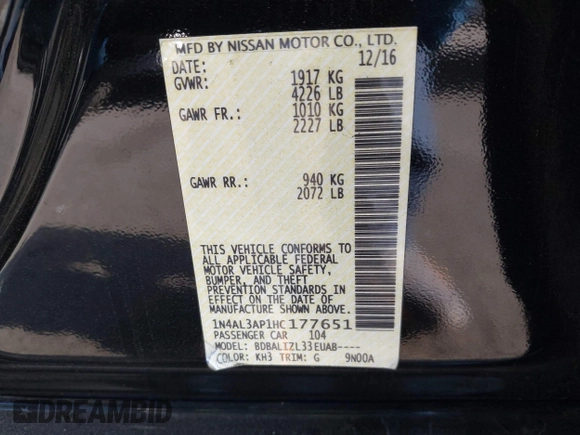 MFD BY NISSAN MOTOR CO., LTD.
DATE: 12/16
GVWR: 1917 KG
4226 LB
GAWR FR.: 1010 KG
2227 LB
GAWR RR.: 940 KG
2072 LB
THIS VEHICLE CONFORMS TO
ALL APPLICABLE FEDERAL
MOTOR VEHICLE SAFETY,
BUMPER, AND THEFT
PREVENTION STANDARDS IN
EFFECT ON THE DATE OF
MANUFACTURE SHOWN ABOVE.
1N4AL3AP1HC177651
PASSENGER CAR 104
MODEL: BDBALIZL33EUAB----
COLOR: KH3 TRIM: G 9N00A
DREAMBID